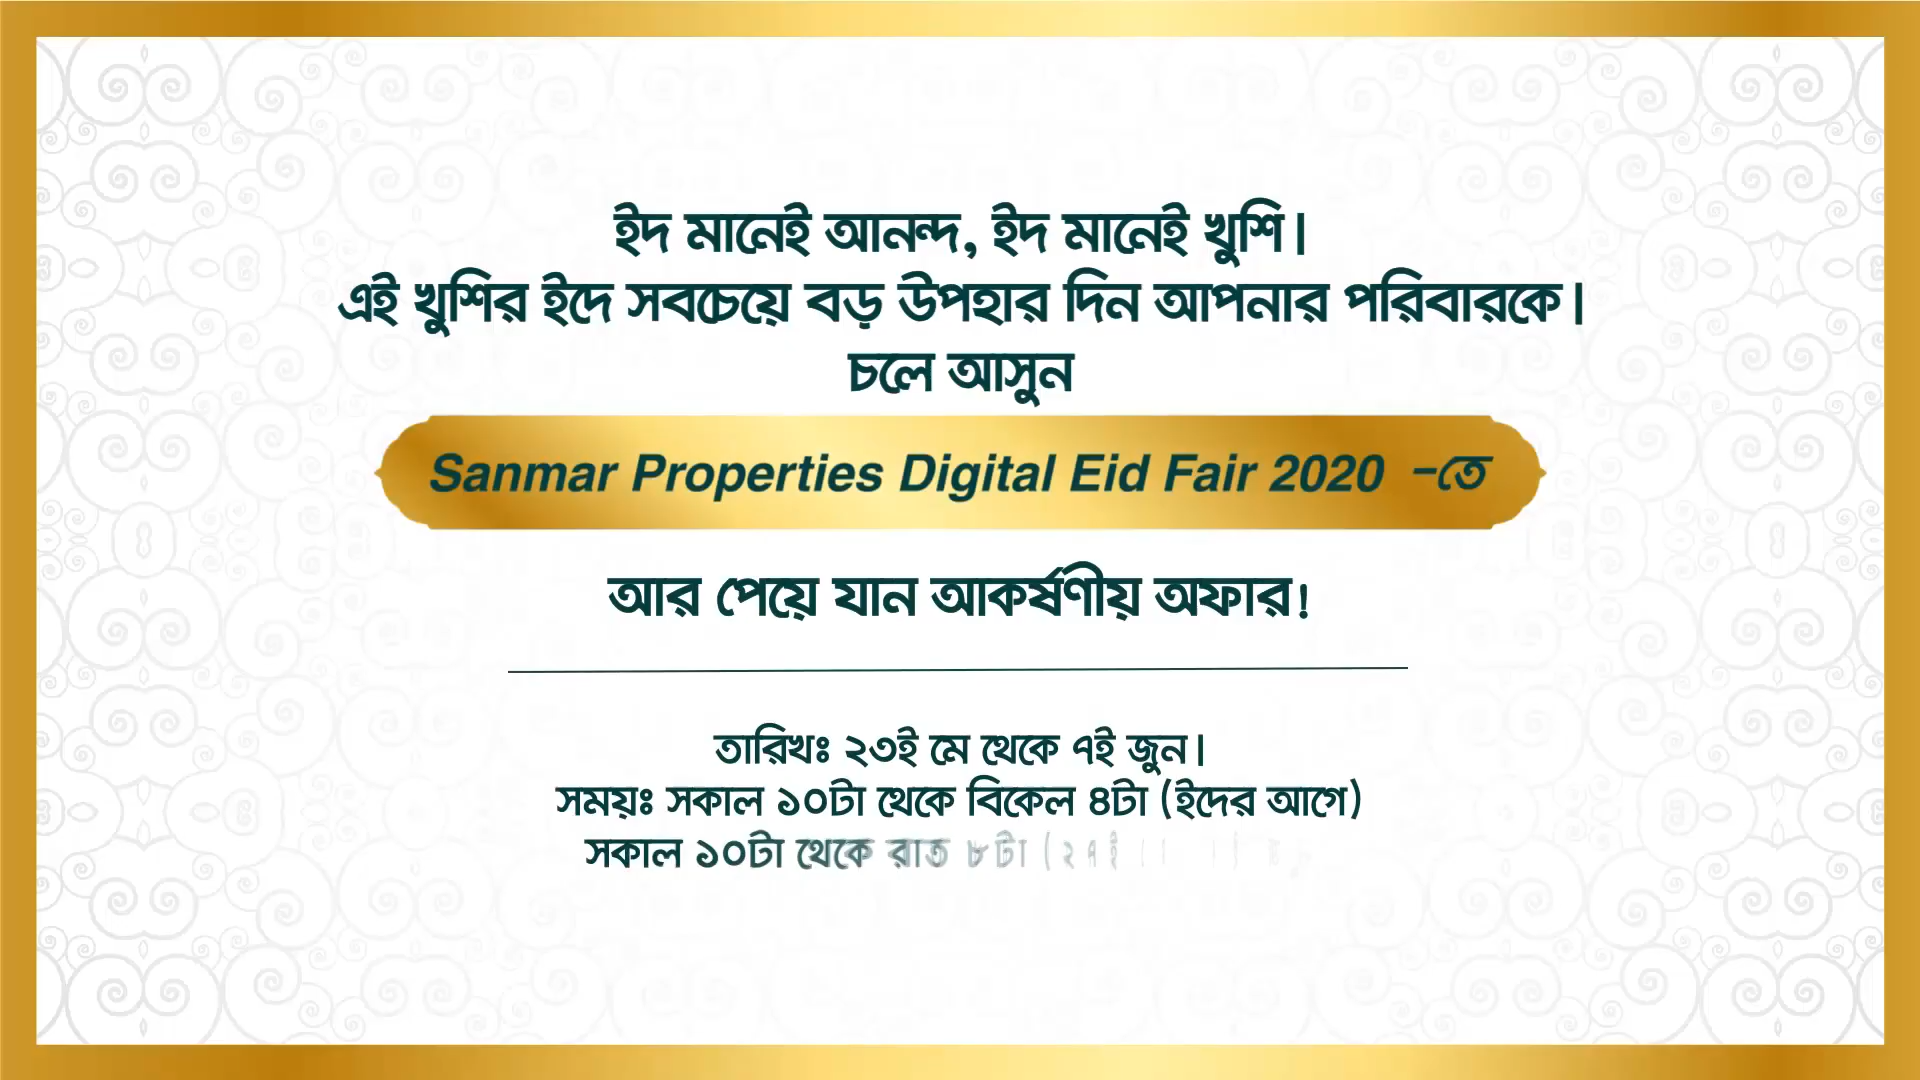 ইদ মানেই আনন্দ, ইদ মানেই খুশি।
এই খুশির ইদে সবচেয়ে বড় উপহার দিন আপনার পরিবারকে।
চলে আসুন
Sanmar Properties Digital Eid Fair 2020 -তে
আর পেয়ে যান আকর্ষণীয় অফার!
তারিখঃ ২৩ই মে থেকে ৭ই জুন।
সময়ঃ সকাল ১০টা থেকে বিকেল ৪টা (ইদের আগে)
সকাল ১০টা থেকে রাত ৮টা (২৭ই